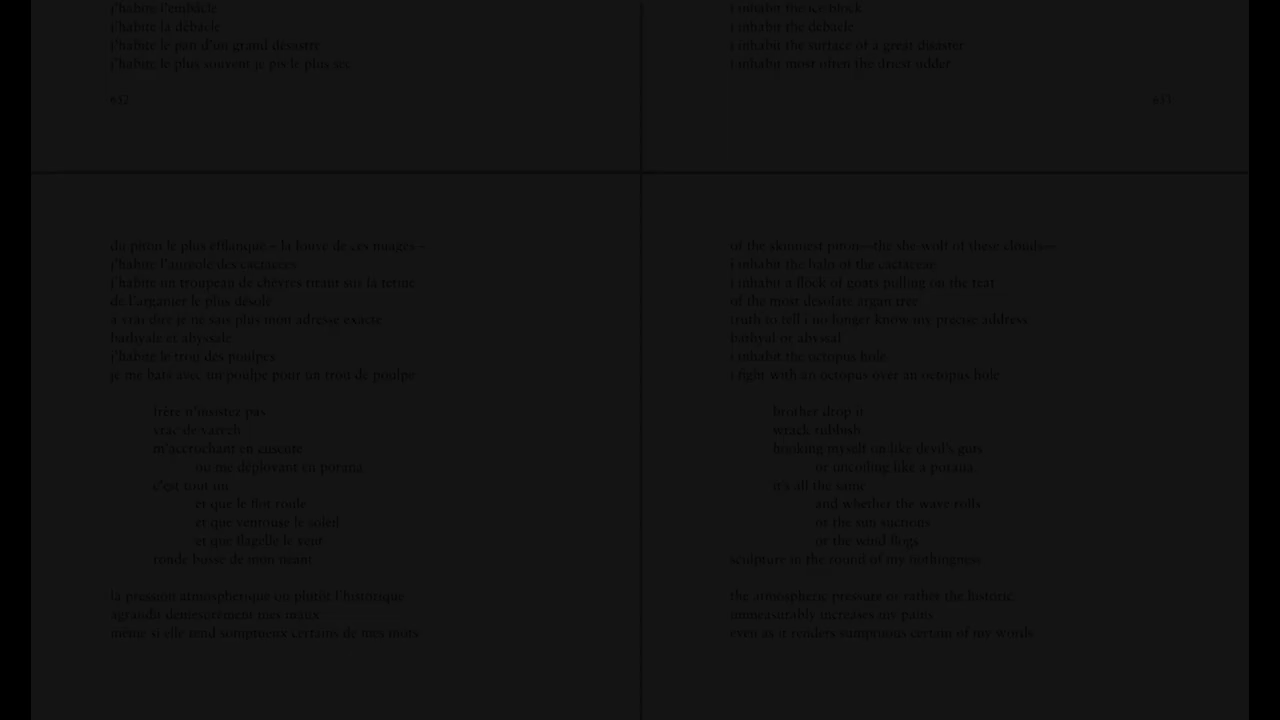 j'habite l'embâcle
j'habite la débâcle
j'habite le pan d'un grand désastre
j'habite le plus souvent le pis le plus sec
652
i inhabit the ice block
i inhabit the debacle
i inhabit the surface of a great disaster
i inhabit most often the driest udder
653
du piton le plus efflanqué – la louve de ces nuages –
j'habite l'auréole des cactacées
j'habite un troupeau de chèvres tirant sur la tétine
de l'arganier le plus désolé
à vrai dire je ne sais plus mon adresse exacte
bathyale ou abyssale
j'habite le trou des poulpes
je me bats avec un poulpe pour un trou de poulpe
frère n'insistez pas
vrac de varech
m'accrochant en cuscute
ou me déployant en porana
c'est tout un
et que le flot roule
et que ventouse le soleil
et que flagelle le vent
ronde bosse de mon néant
la pression atmosphérique ou plutôt l'historique
agrandit démesurément mes maux
même si elle rend somptueux certains de mes mots
of the skinniest piton—the she-wolf of these clouds—
i inhabit the halo of the cactaceae
i inhabit a flock of goats pulling on the teat
of the most desolate argan tree
truth to tell i no longer know my precise address
bathyal or abyssal
i inhabit the octopus hole
i fight with an octopus over an octopus hole
brother drop it
wrack rubbish
hooking myself on like devil's guts
or uncoiling like a porana
it's all the same
and whether the wave rolls
or the sun suctions
or the wind flogs
sculpture in the round of my nothingness
the atmospheric pressure or rather the historic
immeasurably increases my pains
even as it renders sumptuous certain of my words